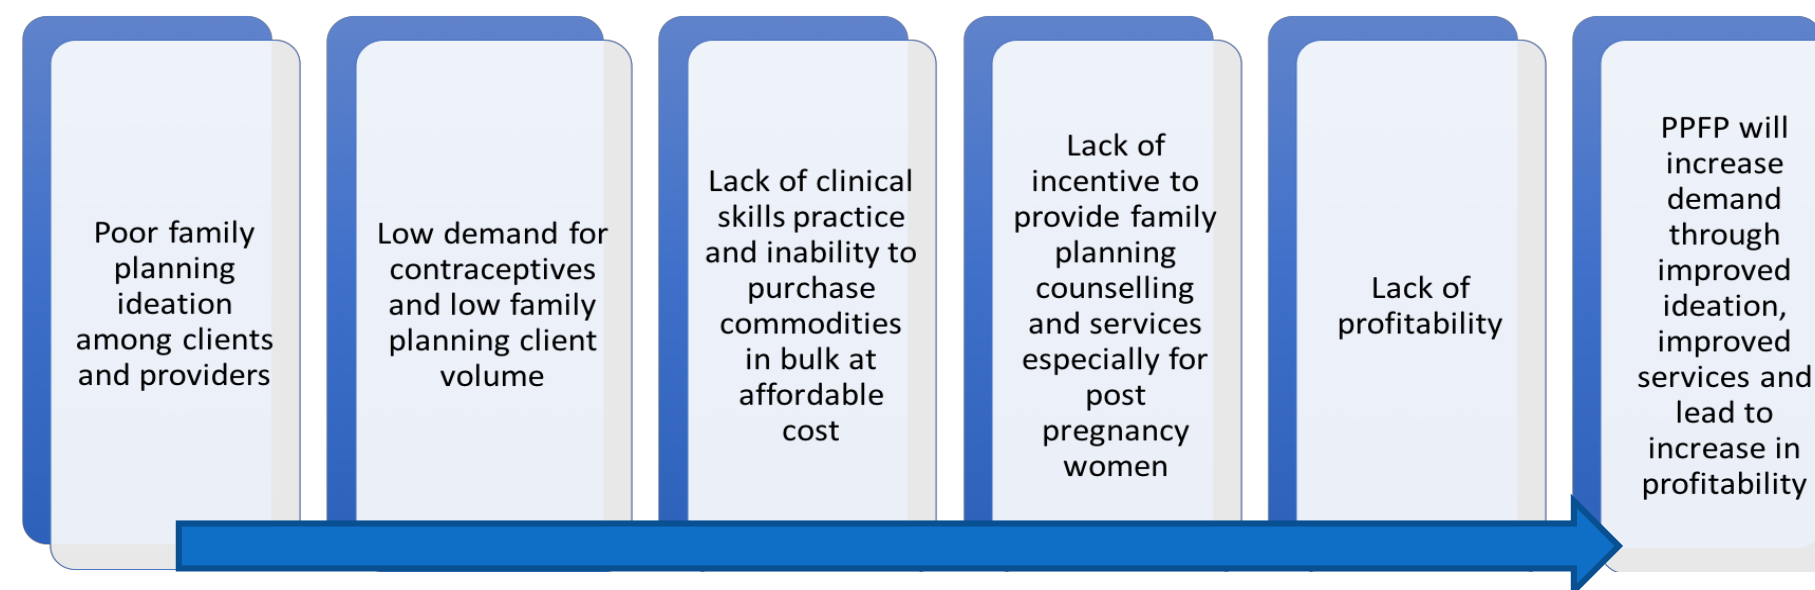 Poor family
planning
ideation
among clients
and providers
Low demand for
contraceptives
and low family
planning client
volume
Lack of clinical
skills practice
and inability to
purchase
commodities
in bulk at
affordable
cost
Lack of
incentive to
provide family
planning
counselling
and services
especially for
post
pregnancy
women
Lack of
profitability
PPFP will
increase
demand
through
improved
ideation,
improved
services and
lead to
increase in
profitability